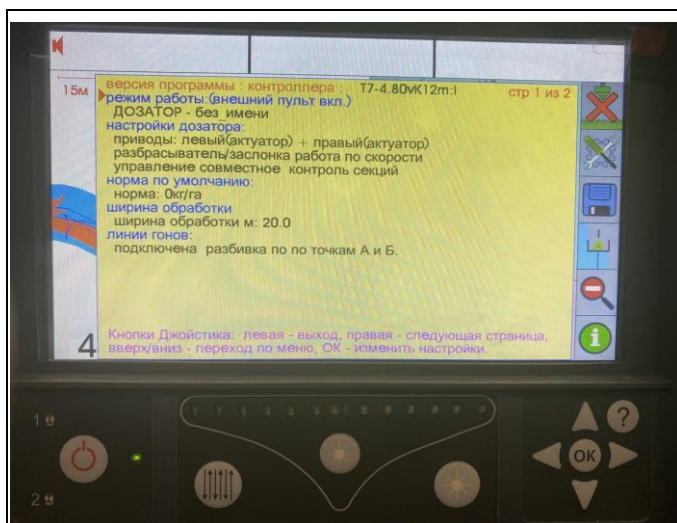 15м
версия программы : контроллера : T7-4.80vK12m:l стр 1 из 2
режим работы:(внешний пульт вкл.)
ДОЗАТОР - без_имени
настройки дозатора:
приводы: левый(актуатор) + правый(актуатор)
разбрасыватель/заслонка работа по скорости
управление совместное контроль секций
норма по умолчанию:
норма: 0кг/га
ширина обработки
ширина обработки м: 20.0
линии гонов:
подключена разбивка по по точкам А и Б.
Кнопки Джойстика: левая - выход, правая - следующая страница,
вверх/вниз - переход по меню, ОК - изменить настройки.
4
i
1
?
OK
2